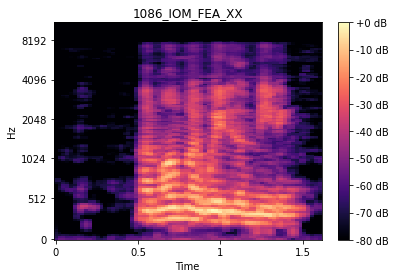 1086_IOM_FEA_XX
+0 dB
8192
-10 dB
4096
-20 dB
-30 dB
Hz
2048
-40 dB
1024
-50 dB
-60 dB
512
-70 dB
0
-80 dB
0 0.5 1 1.5
Time